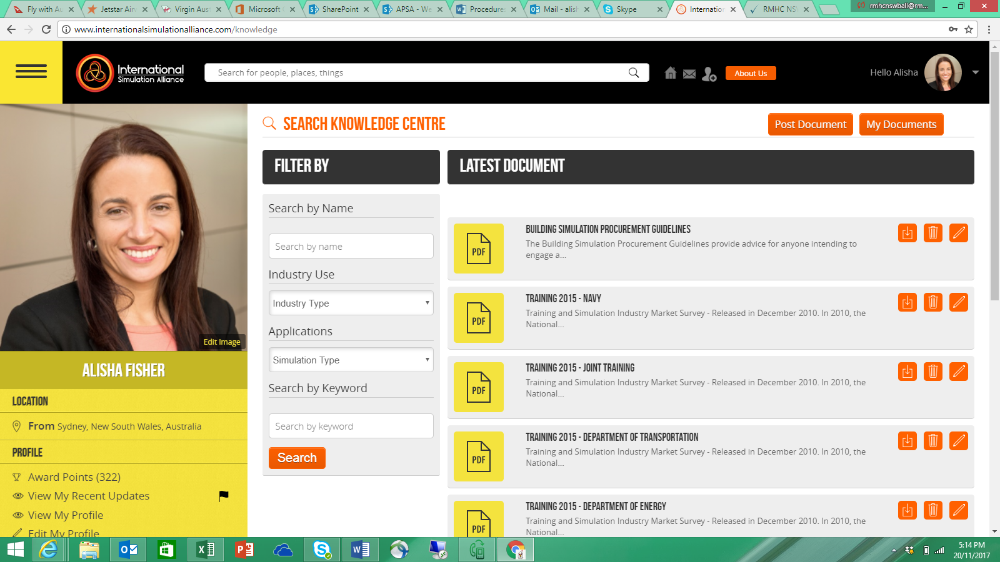 Fly with Au
Jetstar Airv
Virgin Aust
Microsoft O
SharePoint
APSA - We
Procedures
Mail - alish
Skype
Internation
RMHC NSW
rmhcnswball@rm...
www.internationalsimulationalliance.com/knowledge
International
Simulation Alliance
Search for people, places, things
About Us
Hello Alisha
SEARCH KNOWLEDGE CENTRE
Post Document
My Documents
FILTER BY
LATEST DOCUMENT
Search by Name
Search by name
Industry Use
Industry Type
Applications
Simulation Type
Search by Keyword
Search by keyword
Search
PDF
BUILDING SIMULATION PROCUREMENT GUIDELINES
The Building Simulation Procurement Guidelines provide advice for anyone intending to
engage a...
PDF
TRAINING 2015 - NAVY
Training and Simulation Industry Market Survey - Released in December 2010. In 2010, the
National...
PDF
TRAINING 2015 - JOINT TRAINING
Training and Simulation Industry Market Survey - Released in December 2010. In 2010, the
National...
PDF
TRAINING 2015 - DEPARTMENT OF TRANSPORTATION
Training and Simulation Industry Market Survey - Released in December 2010. In 2010, the
National...
PDF
TRAINING 2015 - DEPARTMENT OF ENERGY
Training and Simulation Industry Market Survey - Released in December 2010. In 2010, the
National...
Edit Image
ALISHA FISHER
LOCATION
From Sydney, New South Wales, Australia
PROFILE
Award Points (322)
View My Recent Updates
View My Profile
Edit My Profile
5:14 PM
20/11/2017